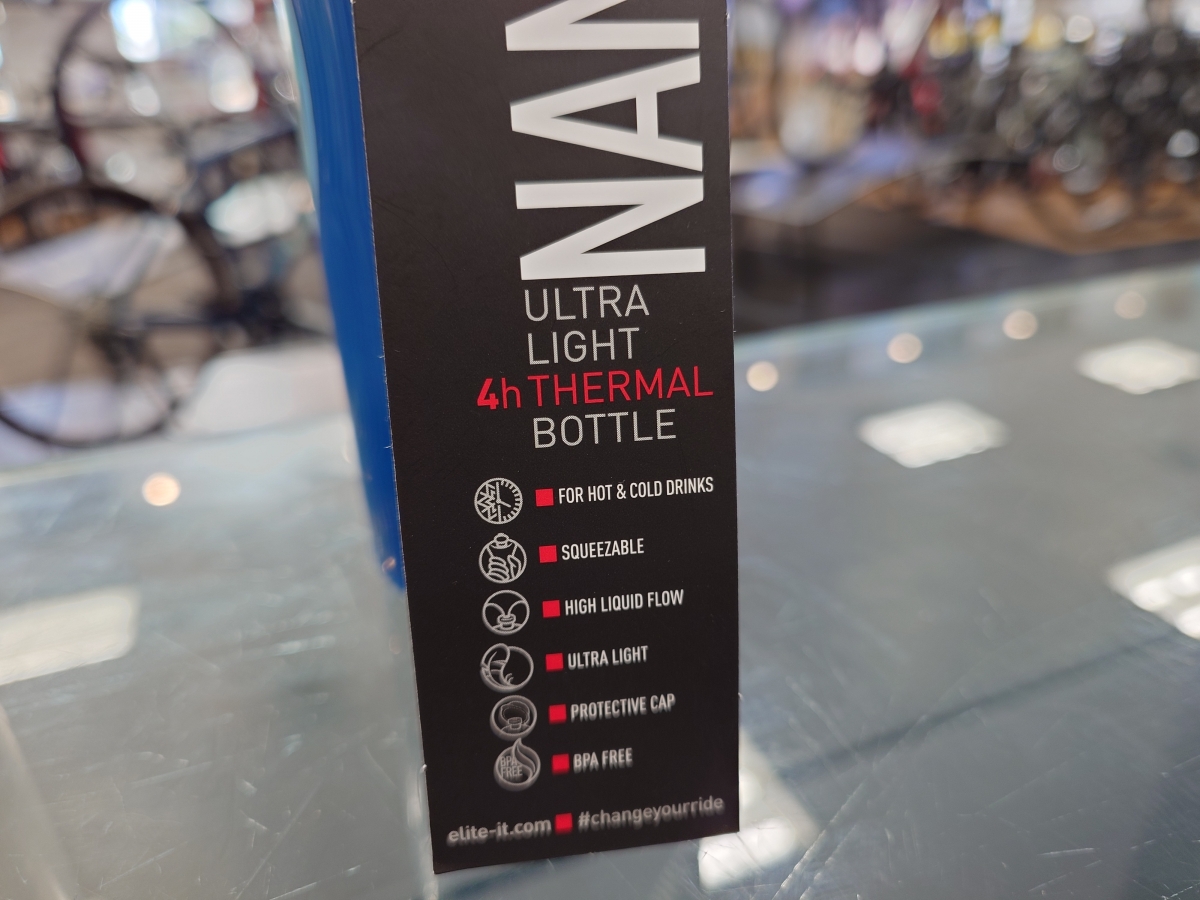 NAN
ULTRA
LIGHT
4h THERMAL
BOTTLE
FOR HOT & COLD DRINKS
SQUEEZABLE
HIGH LIQUID FLOW
ULTRA LIGHT
PROTECTIVE CAP
BPA FREE
BPA FREE
elite-it.com #changeyourride